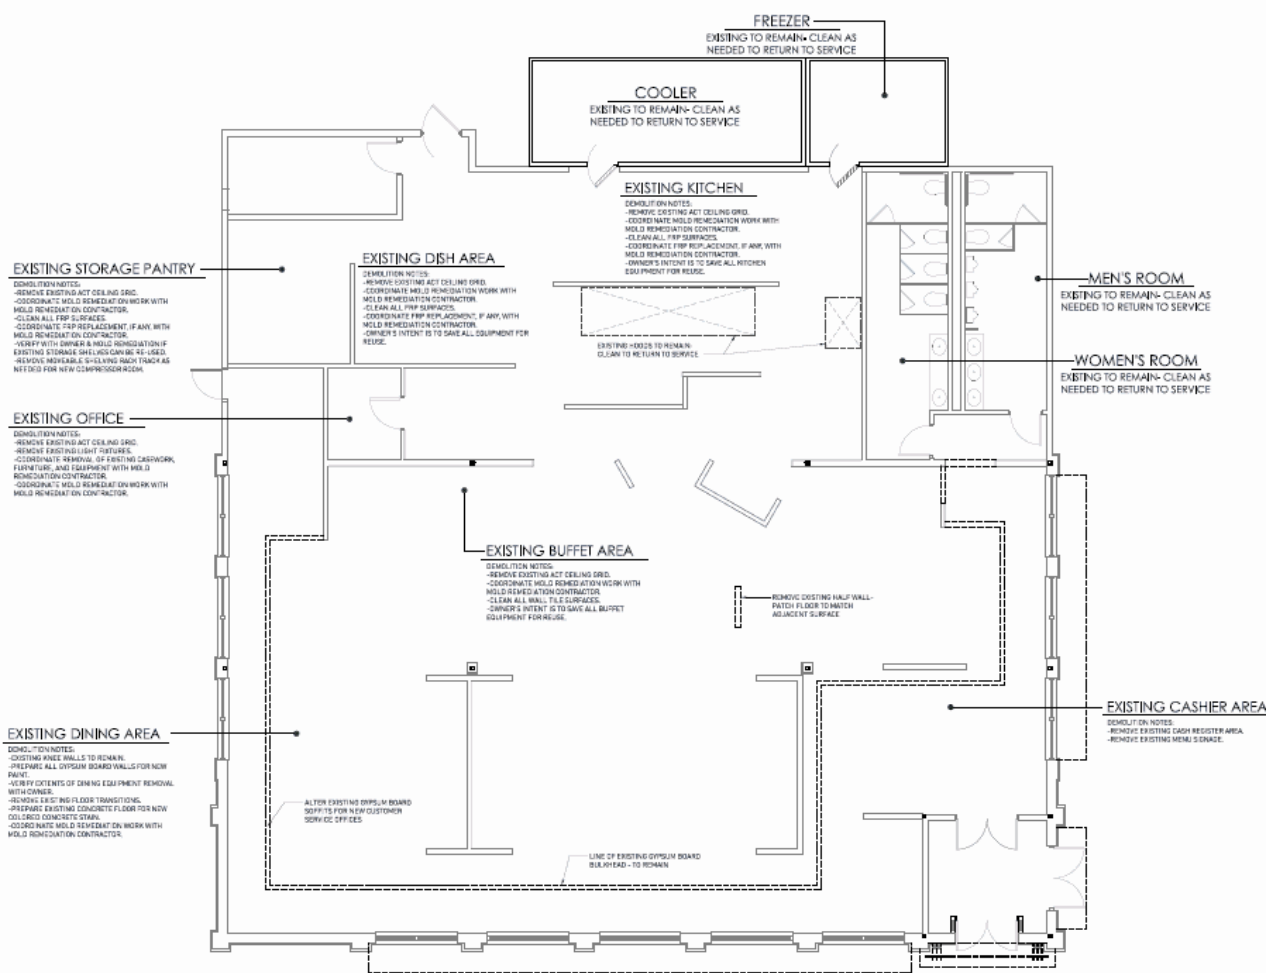 FREEZER
EXISTING TO REMAIN- CLEAN AS
NEEDED TO RETURN TO SERVICE
COOLER
EXISTING TO REMAIN- CLEAN AS
NEEDED TO RETURN TO SERVICE
EXISTING KITCHEN
DEMOLITION NOTES:
-REMOVE EXISTING ACT CEILING GRID.
-COORDINATE MOLD REMEDIATION WORK WITH
MOLD REMEDIATION CONTRACTOR.
-CLEAN ALL FRP SURFACES.
-COORDINATE FRP REPLACEMENT, IF ANY, WITH
MOLD REMEDIATION CONTRACTOR.
-OWNER'S INTENT IS TO SAVE ALL KITCHEN
EQUIPMENT FOR REUSE.
EXISTING STORAGE PANTRY
DEMOLITION NOTES:
-REMOVE EXISTING ACT CEILING GRID.
-COORDINATE MOLD REMEDIATION WORK WITH
MOLD REMEDIATION CONTRACTOR.
-CLEAN ALL FRP SURFACES.
-COORDINATE FRP REPLACEMENT, IF ANY, WITH
MOLD REMEDIATION CONTRACTOR.
-VERIFY WITH OWNER & MOLD REMEDIATION IF
EXISTING STORAGE SHELVES CAN BE RE-USED.
-REMOVE MOVEABLE SHELVING RACK TRACK AS
NEEDED FOR NEW COMPRESSOR ROOM.
EXISTING DISH AREA
DEMOLITION NOTES:
-REMOVE EXISTING ACT CEILING GRID.
-COORDINATE MOLD REMEDIATION WORK WITH
MOLD REMEDIATION CONTRACTOR.
-CLEAN ALL FRP SURFACES.
-COORDINATE FRP REPLACEMENT, IF ANY, WITH
MOLD REMEDIATION CONTRACTOR.
-OWNER'S INTENT IS TO SAVE ALL EQUIPMENT FOR
REUSE.
MEN'S ROOM
EXISTING TO REMAIN- CLEAN AS
NEEDED TO RETURN TO SERVICE
EXISTING HOODS TO REMAIN-
CLEAN TO RETURN TO SERVICE
WOMEN'S ROOM
EXISTING TO REMAIN- CLEAN AS
NEEDED TO RETURN TO SERVICE
EXISTING OFFICE
DEMOLITION NOTES:
-REMOVE EXISTING ACT CEILING GRID.
-REMOVE EXISTING LIGHT FIXTURES.
-COORDINATE REMOVAL OF EXISTING CASEWORK,
FURNITURE, AND EQUIPMENT WITH MOLD
REMEDIATION CONTRACTOR.
-COORDINATE MOLD REMEDIATION WORK WITH
MOLD REMEDIATION CONTRACTOR.
EXISTING BUFFET AREA
DEMOLITION NOTES:
-REMOVE EXISTING ACT CEILING GRID.
-COORDINATE MOLD REMEDIATION WORK WITH
MOLD REMEDIATION CONTRACTOR.
-CLEAN ALL WALL TILE SURFACES.
-OWNER'S INTENT IS TO SAVE ALL BUFFET
EQUIPMENT FOR REUSE.
REMOVE EXISTING HALF WALL-
PATCH FLOOR TO MATCH
ADJACENT SURFACE
EXISTING CASHIER AREA
DEMOLITION NOTES:
-REMOVE EXISTING CASH REGISTER AREA.
-REMOVE EXISTING MENU SIGNAGE.
EXISTING DINING AREA
DEMOLITION NOTES:
-EXISTING KNEE WALLS TO REMAIN.
-PREPARE ALL GYPSUM BOARD WALLS FOR NEW
PAINT.
-VERIFY EXTENTS OF DINING EQUIPMENT REMOVAL
WITH OWNER.
-REMOVE EXISTING FLOOR TRANSITIONS.
-PREPARE EXISTING CONCRETE FLOOR FOR NEW
COLORED CONCRETE STAIN.
-COORDINATE MOLD REMEDIATION WORK WITH
MOLD REMEDIATION CONTRACTOR.
ALTER EXISTING GYPSUM BOARD
SOFFITS FOR NEW CUSTOMER
SERVICE OFFICES
LINE OF EXISTING GYPSUM BOARD
BULKHEAD - TO REMAIN